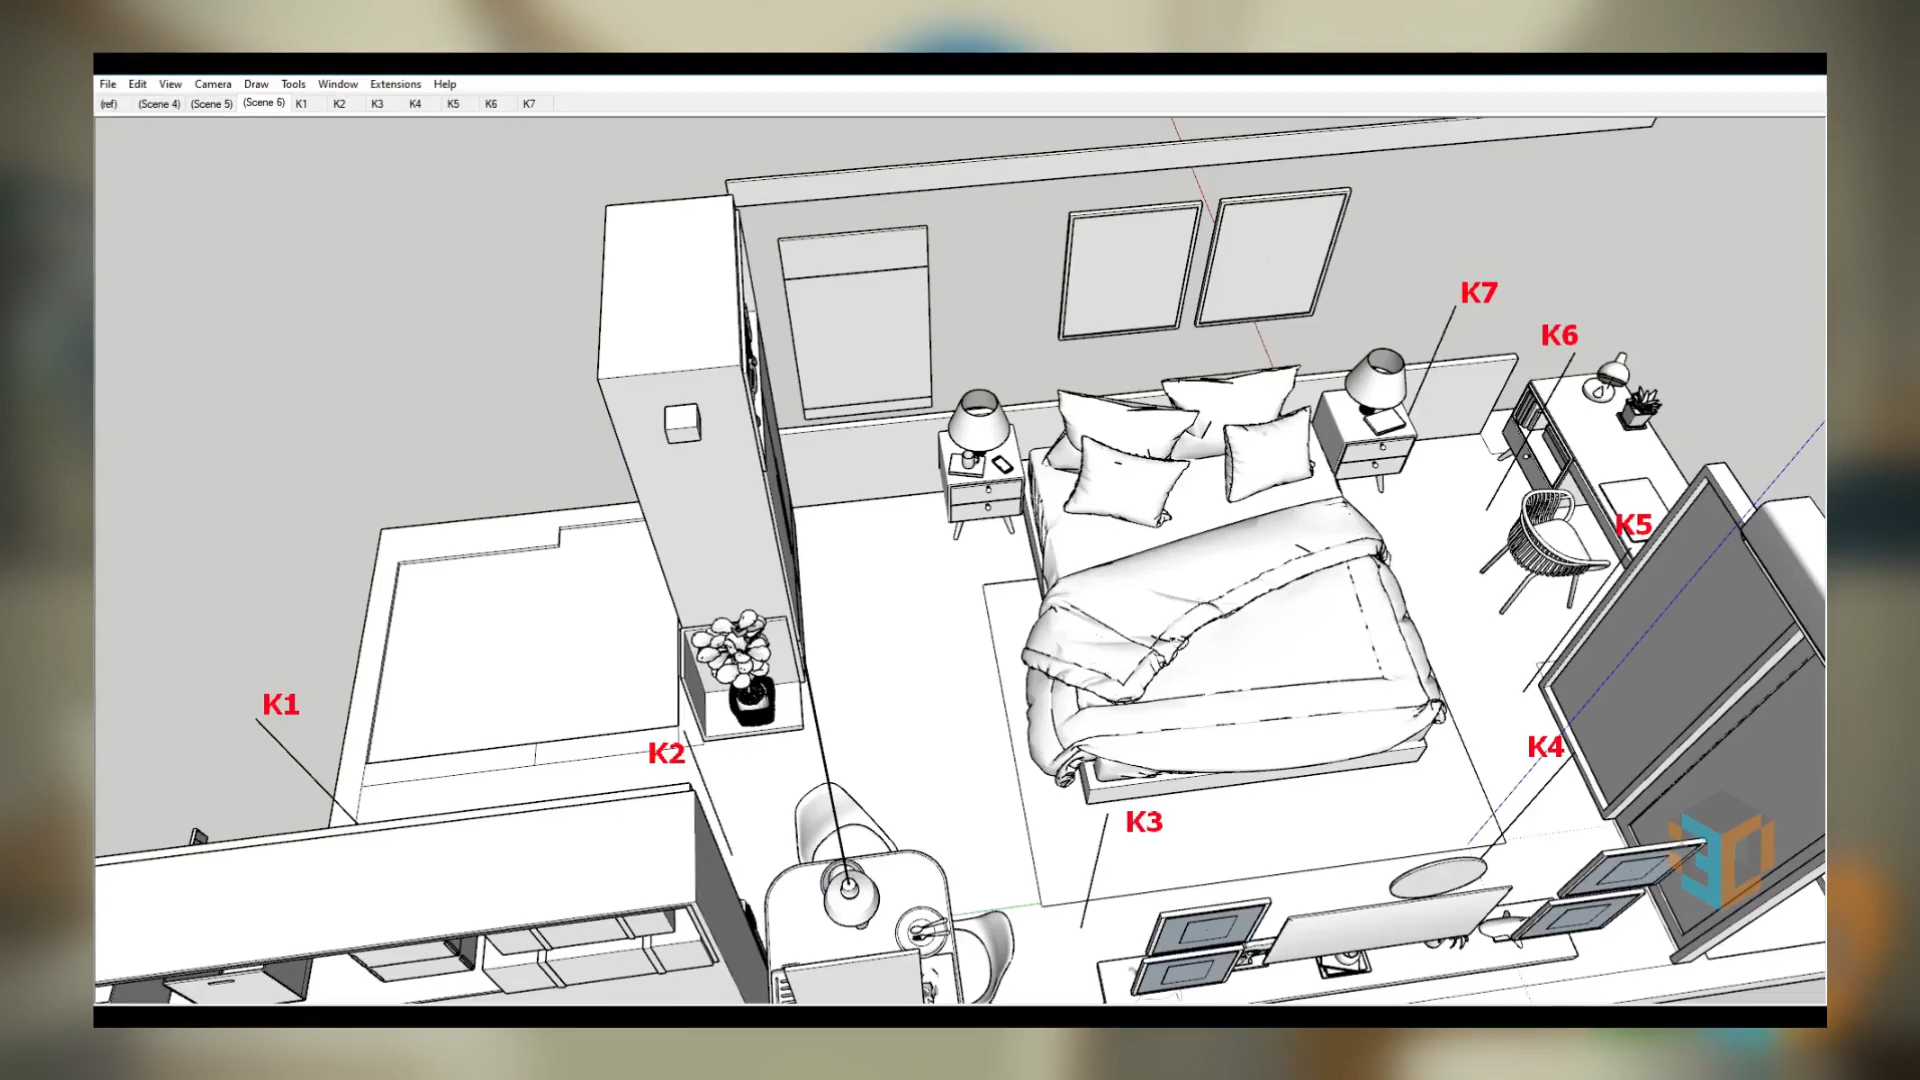 File Edit View Camera Draw Tools Window Extensions Help
(ref) (Scene 4) (Scene 5) (Scene 6) K1 K2 K3 K4 K5 K6 K7
K7
K6
K5
K1
K2
K4
K3
3D